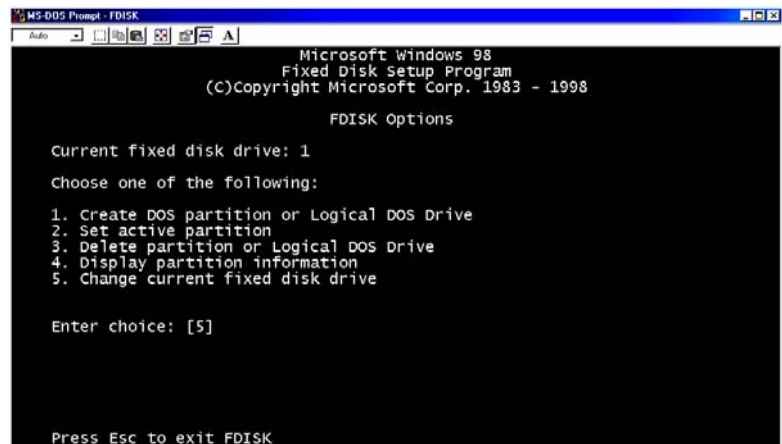 MS-DOS Prompt - FDISK
Auto
A
Microsoft Windows 98
Fixed Disk Setup Program
(C)Copyright Microsoft Corp. 1983 - 1998
FDISK Options
Current fixed disk drive: 1
Choose one of the following:
1. Create DOS partition or Logical DOS Drive
2. Set active partition
3. Delete partition or Logical DOS Drive
4. Display partition information
5. Change current fixed disk drive
Enter choice: [5]
Press Esc to exit FDISK